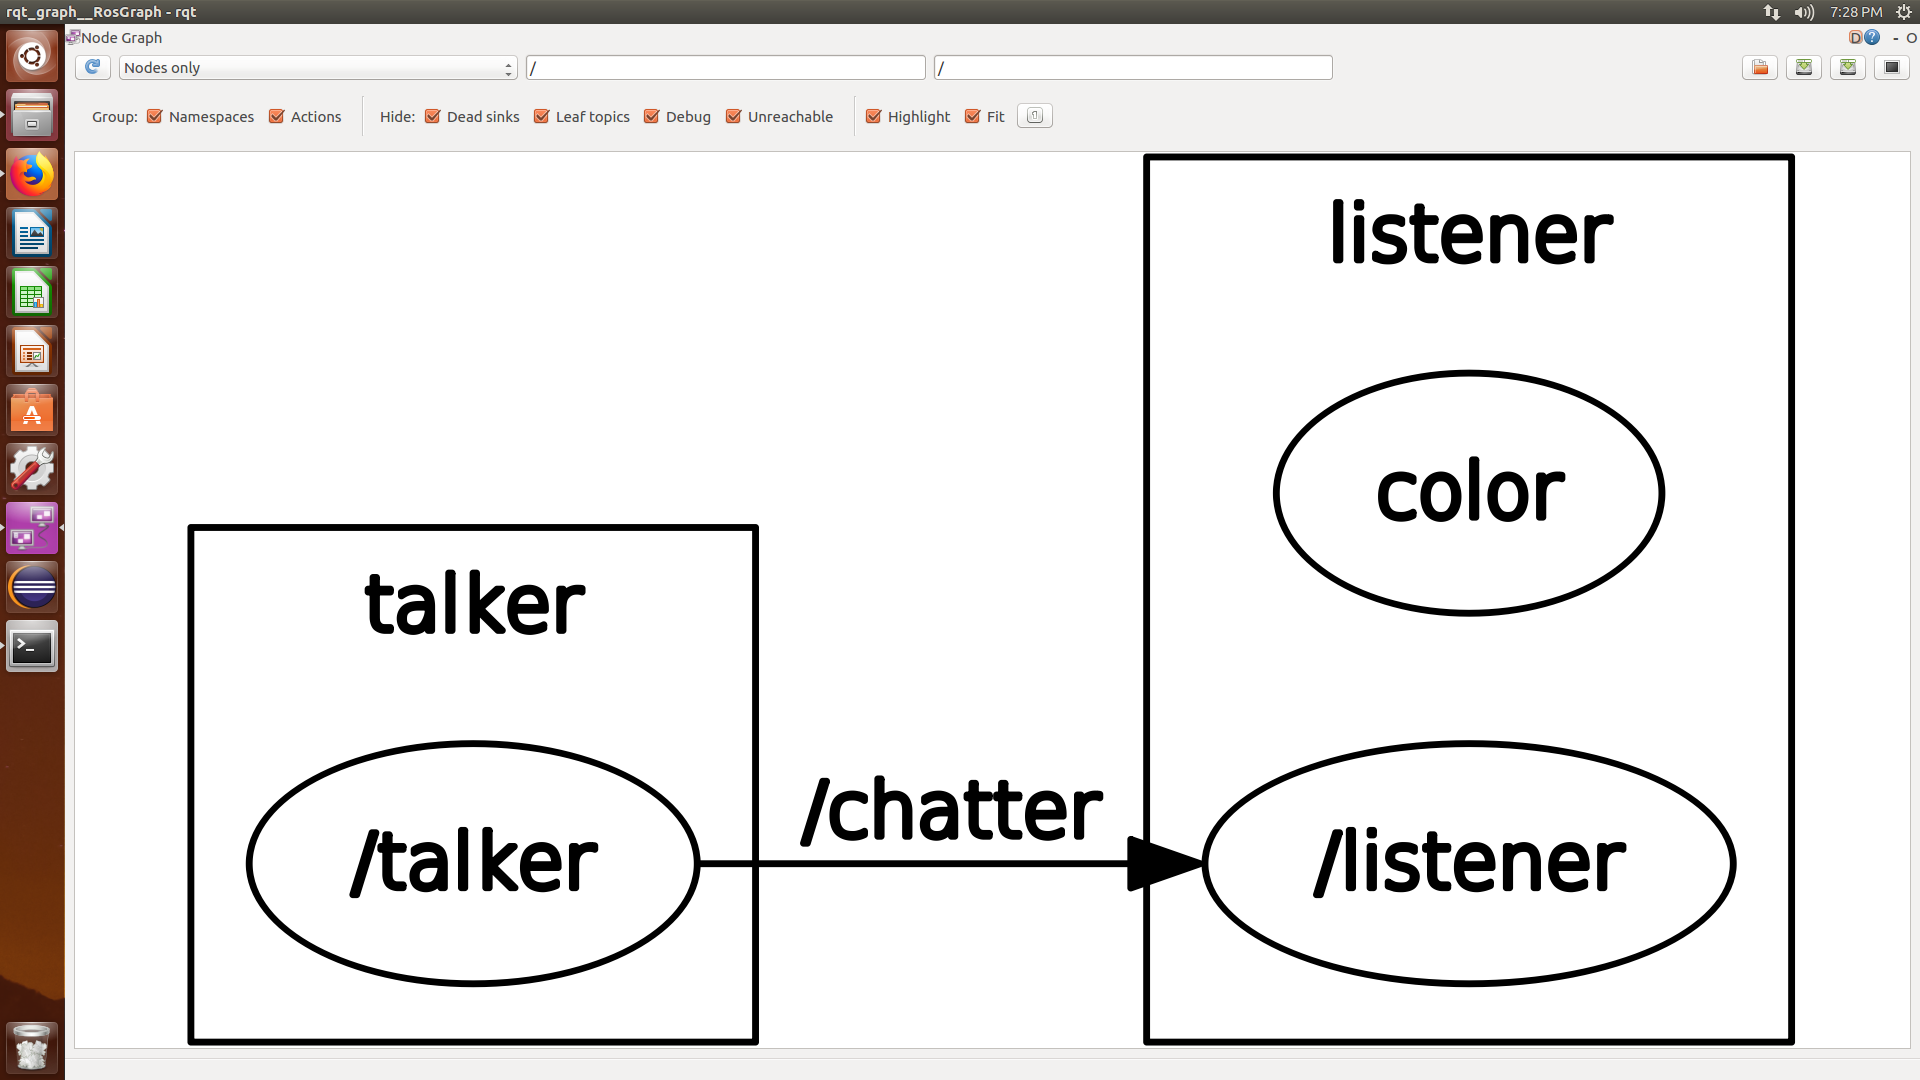 rqt_graph__RosGraph - rqt
7:28 PM
Node Graph
D ? - O
Nodes only
/
/
Group: Namespaces Actions Hide: Dead sinks Leaf topics Debug Unreachable Highlight Fit
listener
color
talker
/chatter
/talker
/listener